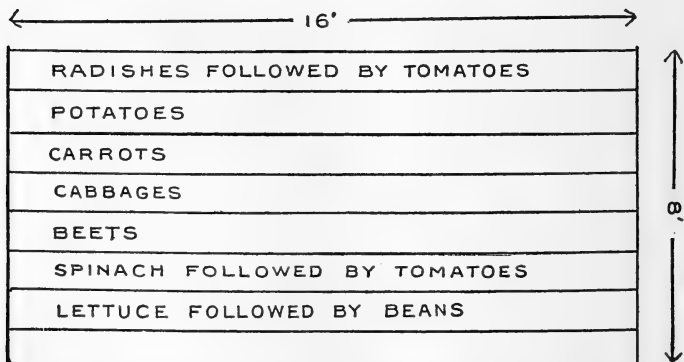 16'
RADISHES FOLLOWED BY TOMATOES
POTATOES
CARROTS
CABBAGES
BEETS
SPINACH FOLLOWED BY TOMATOES
LETTUCE FOLLOWED BY BEANS
8'